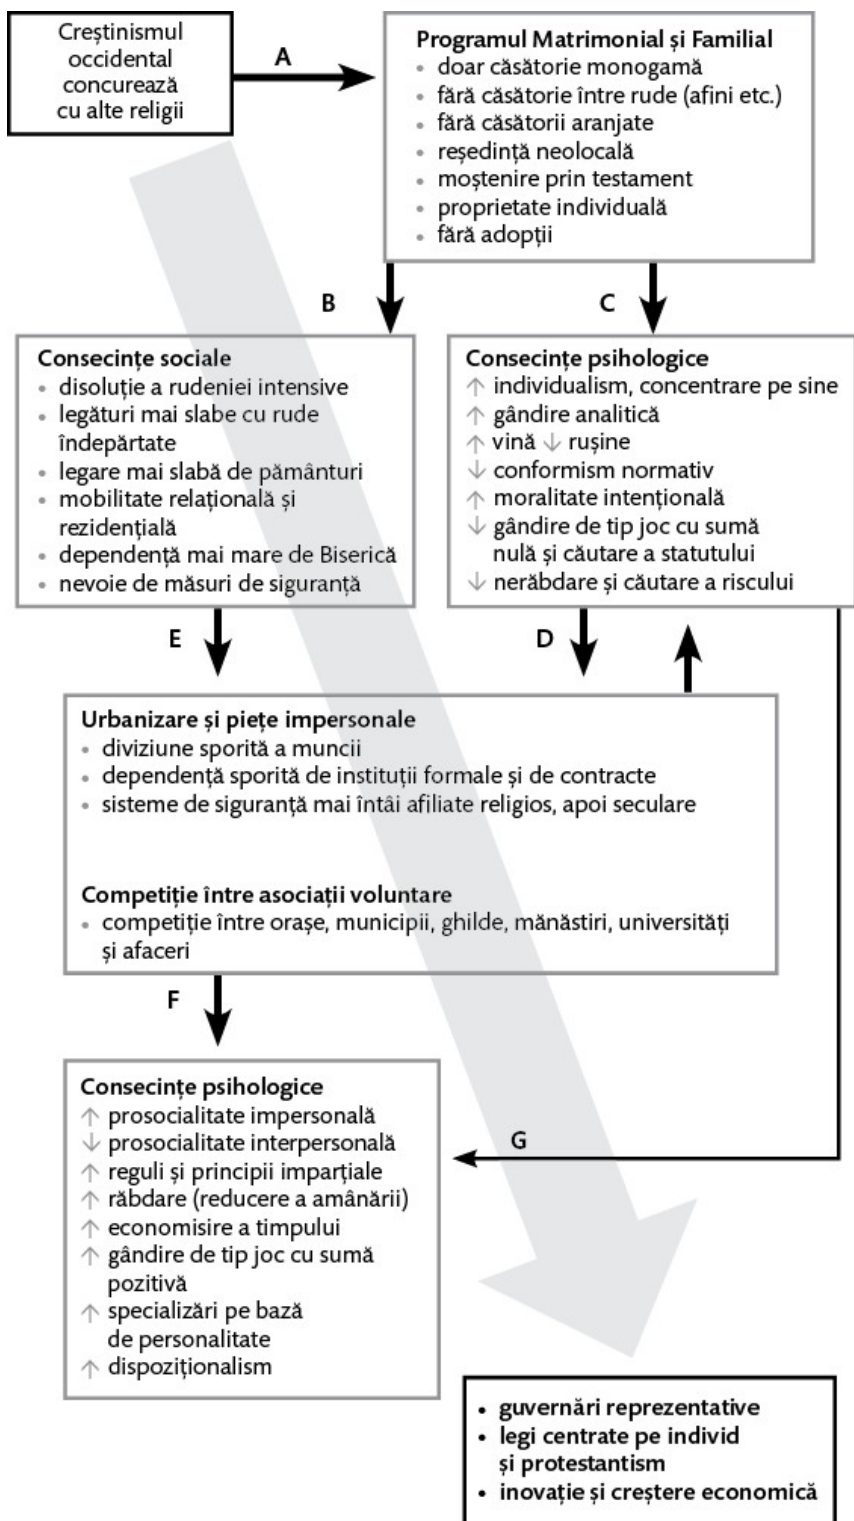 Creștinismul
occidental
concurează
cu alte religii
A
Programul Matrimonial și Familial
• doar căsătorie monogamă
• fără căsătorie între rude (afini etc.)
• fără căsătorii aranjate
• reședință neolocală
• moștenire prin testament
• proprietate individuală
• fără adopții
B
C
Consecințe sociale
• disoluție a rudeniei intensive
• legături mai slabe cu rude
îndepărtate
• legare mai slabă de pământuri
• mobilitate relațională și
rezidențială
• dependență mai mare de Biserică
• nevoie de măsuri de siguranță
Consecințe psihologice
↑ individualism, concentrare pe sine
↑ gândire analitică
↑ vină ↓ rușine
↓ conformism normativ
↑ moralitate intențională
↓ gândire de tip joc cu sumă
nulă și căutare a statutului
↓ nerăbdare și căutare a riscului
E
D
Urbanizare și piețe impersonale
• diviziune sporită a muncii
• dependență sporită de instituții formale și de contracte
• sisteme de siguranță mai întâi afiliate religios, apoi seculare
Competiție între asociații voluntare
• competiție între orașe, municipii, ghilde, mănăstiri, universități
și afaceri
F
Consecințe psihologice
↑ prosocialitate impersonală
↓ prosocialitate interpersonală
↑ reguli și principii imparțiale
↑ răbdare (reducere a amânării)
↑ economisire a timpului
↑ gândire de tip joc cu sumă
pozitivă
↑ specializări pe bază
de personalitate
↑ dispoziționalism
G
• guvernări reprezentative
• legi centrate pe individ
și protestantism
• inovație și creștere economică